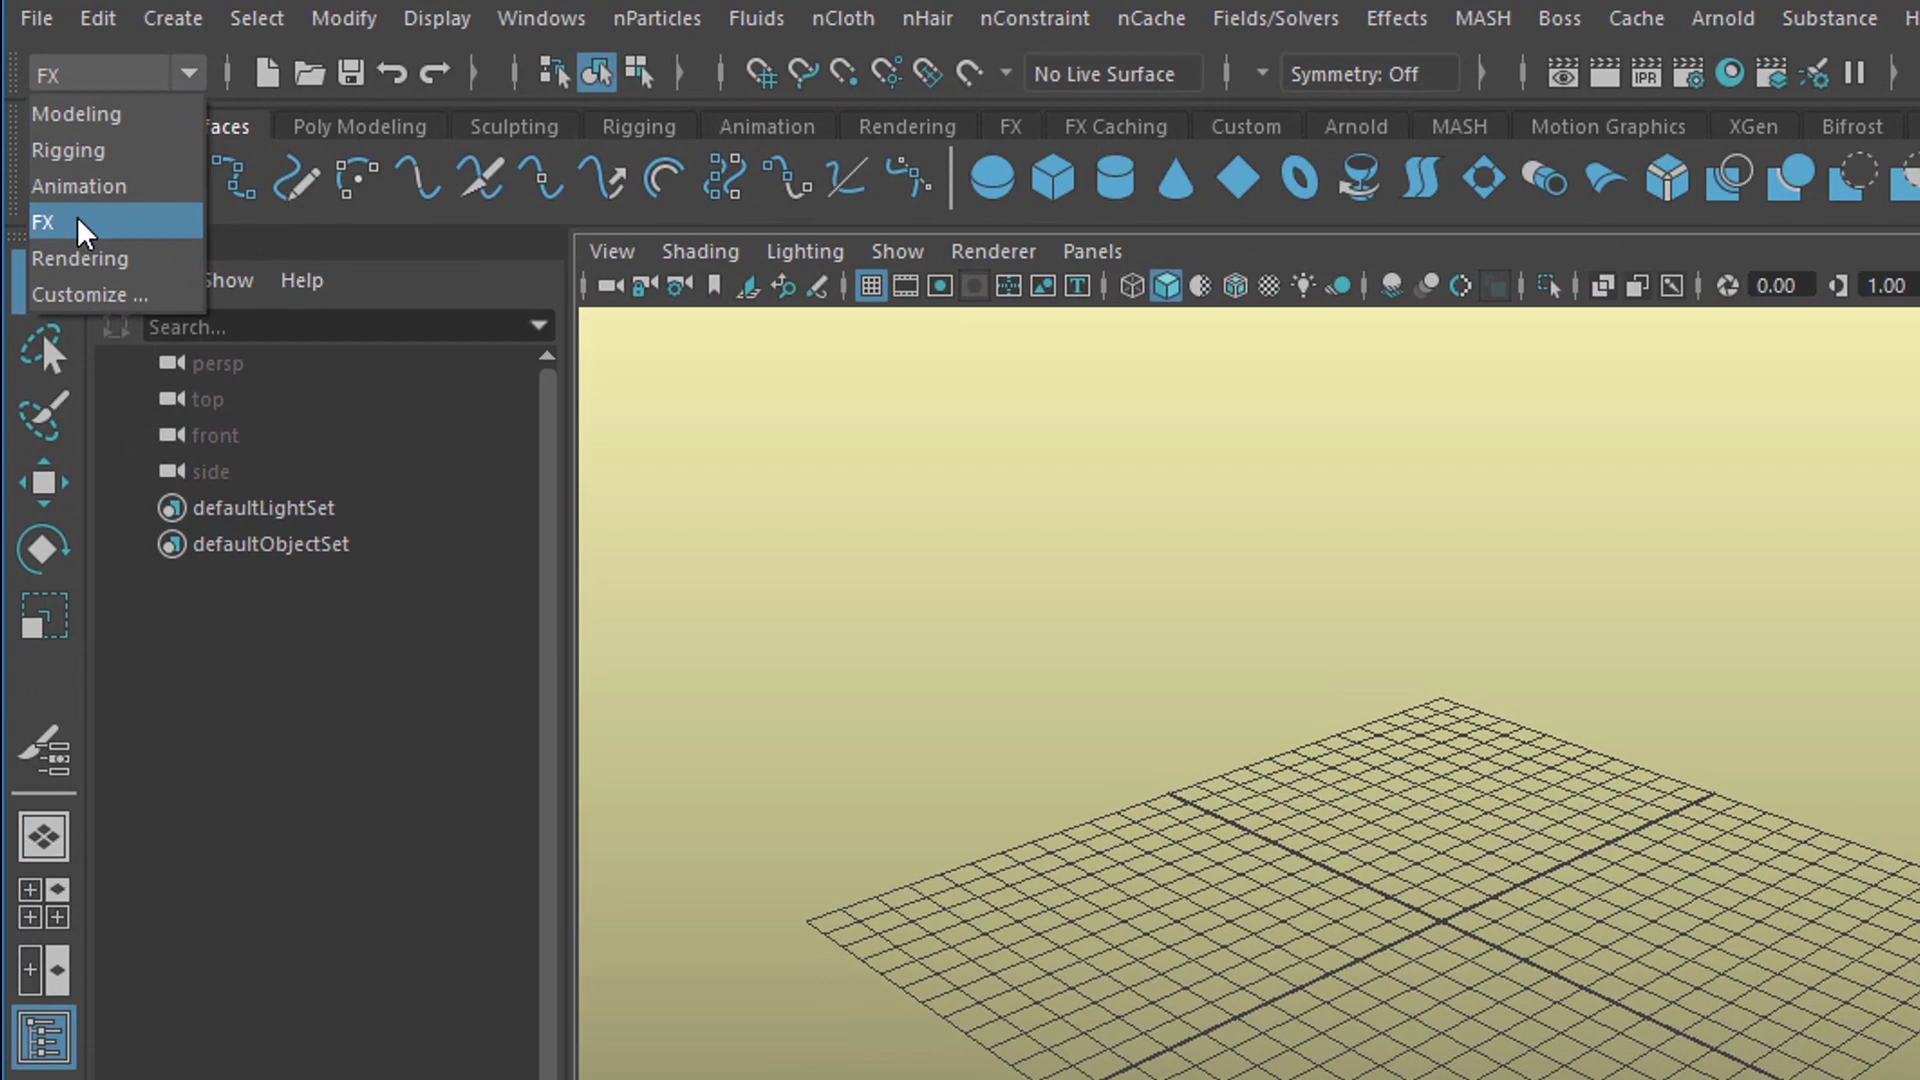 File Edit Create Select Modify Display Windows nParticles Fluids nCloth nHair nConstraint nCache Fields/Solvers Effects MASH Boss Cache Arnold Substance H
FX No Live Surface Symmetry: Off
IPR
Modeling
Rigging
Animation
FX
Rendering
Customize ...
faces Poly Modeling Sculpting Rigging Animation Rendering FX FX Caching Custom Arnold MASH Motion Graphics XGen Bifrost
Show Help
View Shading Lighting Show Renderer Panels
0.00 1.00
Search...
persp
top
front
side
defaultLightSet
defaultObjectSet